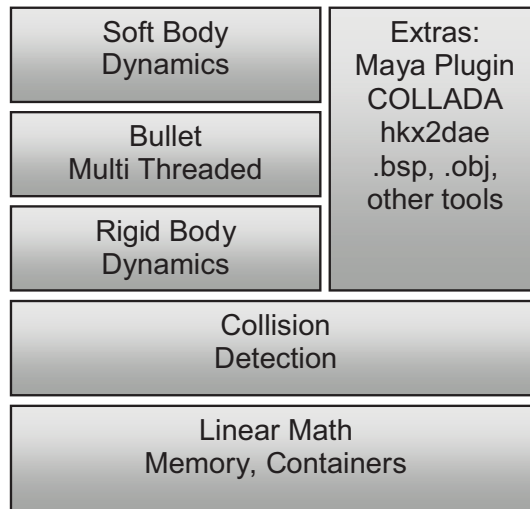 Soft Body
Dynamics
Bullet
Multi Threaded
Rigid Body
Dynamics
Extras:
Maya Plugin
COLLADA
hkx2dae
.bsp, .obj,
other tools
Collision
Detection
Linear Math
Memory, Containers